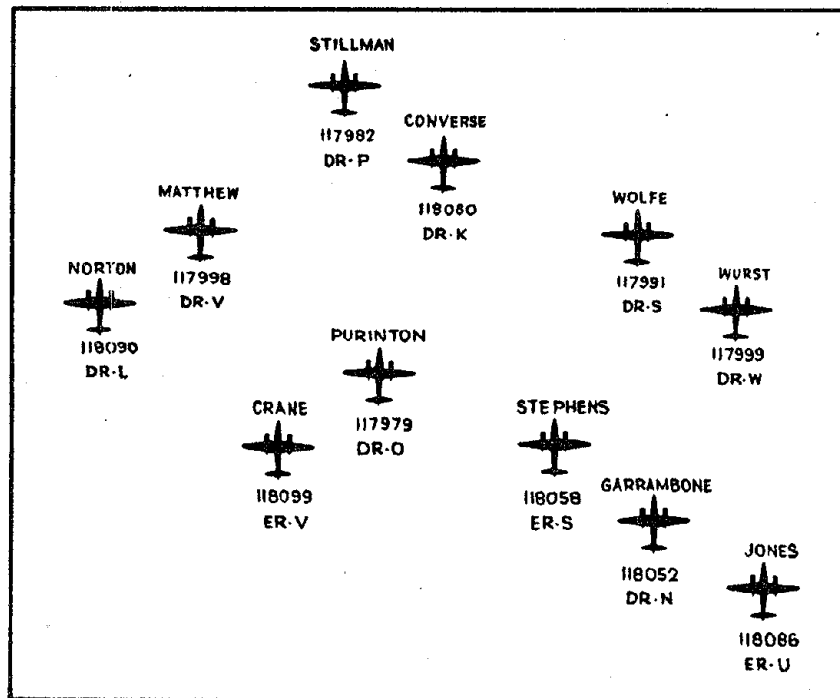 STILLMAN
117982
DR-P
CONVERSE
118060
DR-K
MATTHEW
117998
DR-V
WOLFE
117991
DR-S
NORTON
118090
DR-L
WURST
117999
DR-W
PURINTON
117979
DR-O
CRANE
118099
ER-V
STEPHENS
118058
ER-S
GARRAMBONE
118052
DR-N
JONES
118086
ER-U